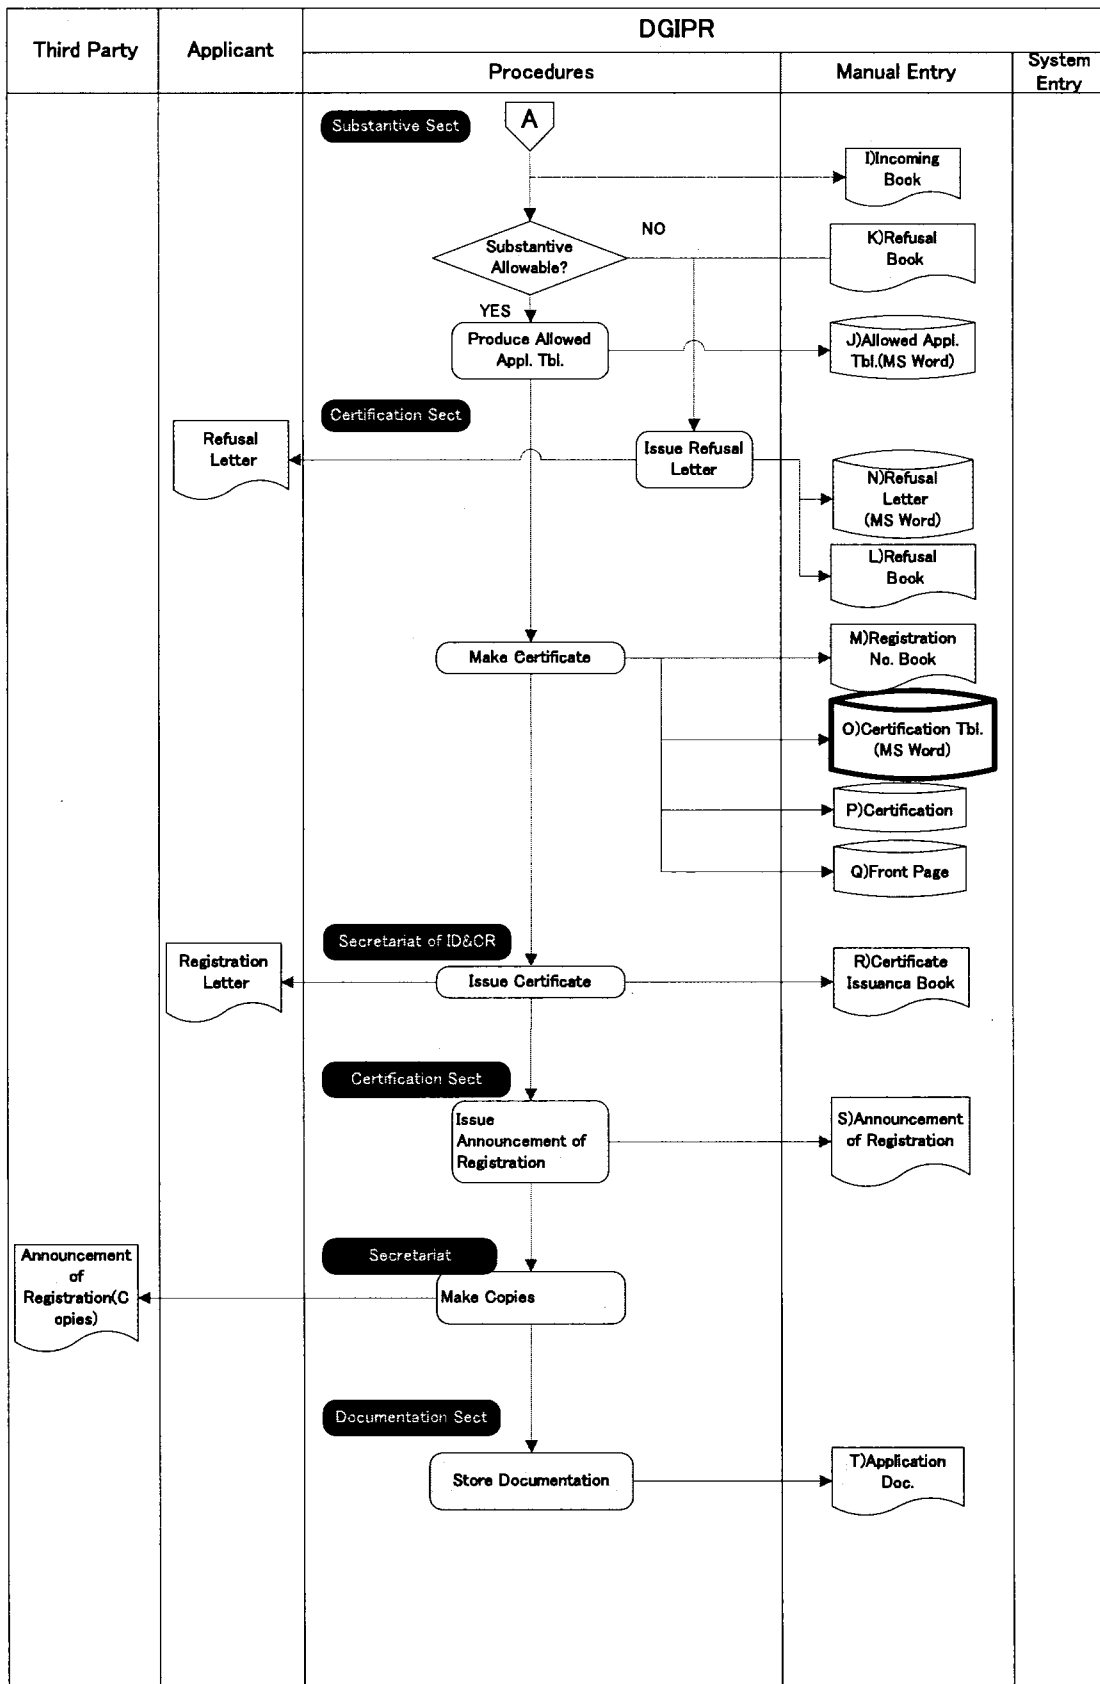 DGIPR
Third Party
Applicant
Procedures
Manual Entry
System
Entry
Substantive Sect
A
I)Incoming
Book
NO
K)Refusal
Book
Substantive
Allowable?
YES
Produce Allowed
Appl. Tbl.
J)Allowed Appl.
Tbl.(MS Word)
Certification Sect
Refusal
Letter
Issue Refusal
Letter
N)Refusal
Letter
(MS Word)
L)Refusal
Book
Make Certificate
M)Registration
No. Book
O)Certification Tbl.
(MS Word)
P)Certification
Q)Front Page
Secretariat of ID&CR
Registration
Letter
Issue Certificate
R)Certificate
Issuanca Book
Certification Sect
Issue
Announcement of
Registration
S)Announcement
of Registration
Secretariat
Announcement
of
Registration(C
opies)
Make Copies
Documentation Sect
Store Documentation
T)Application
Doc.